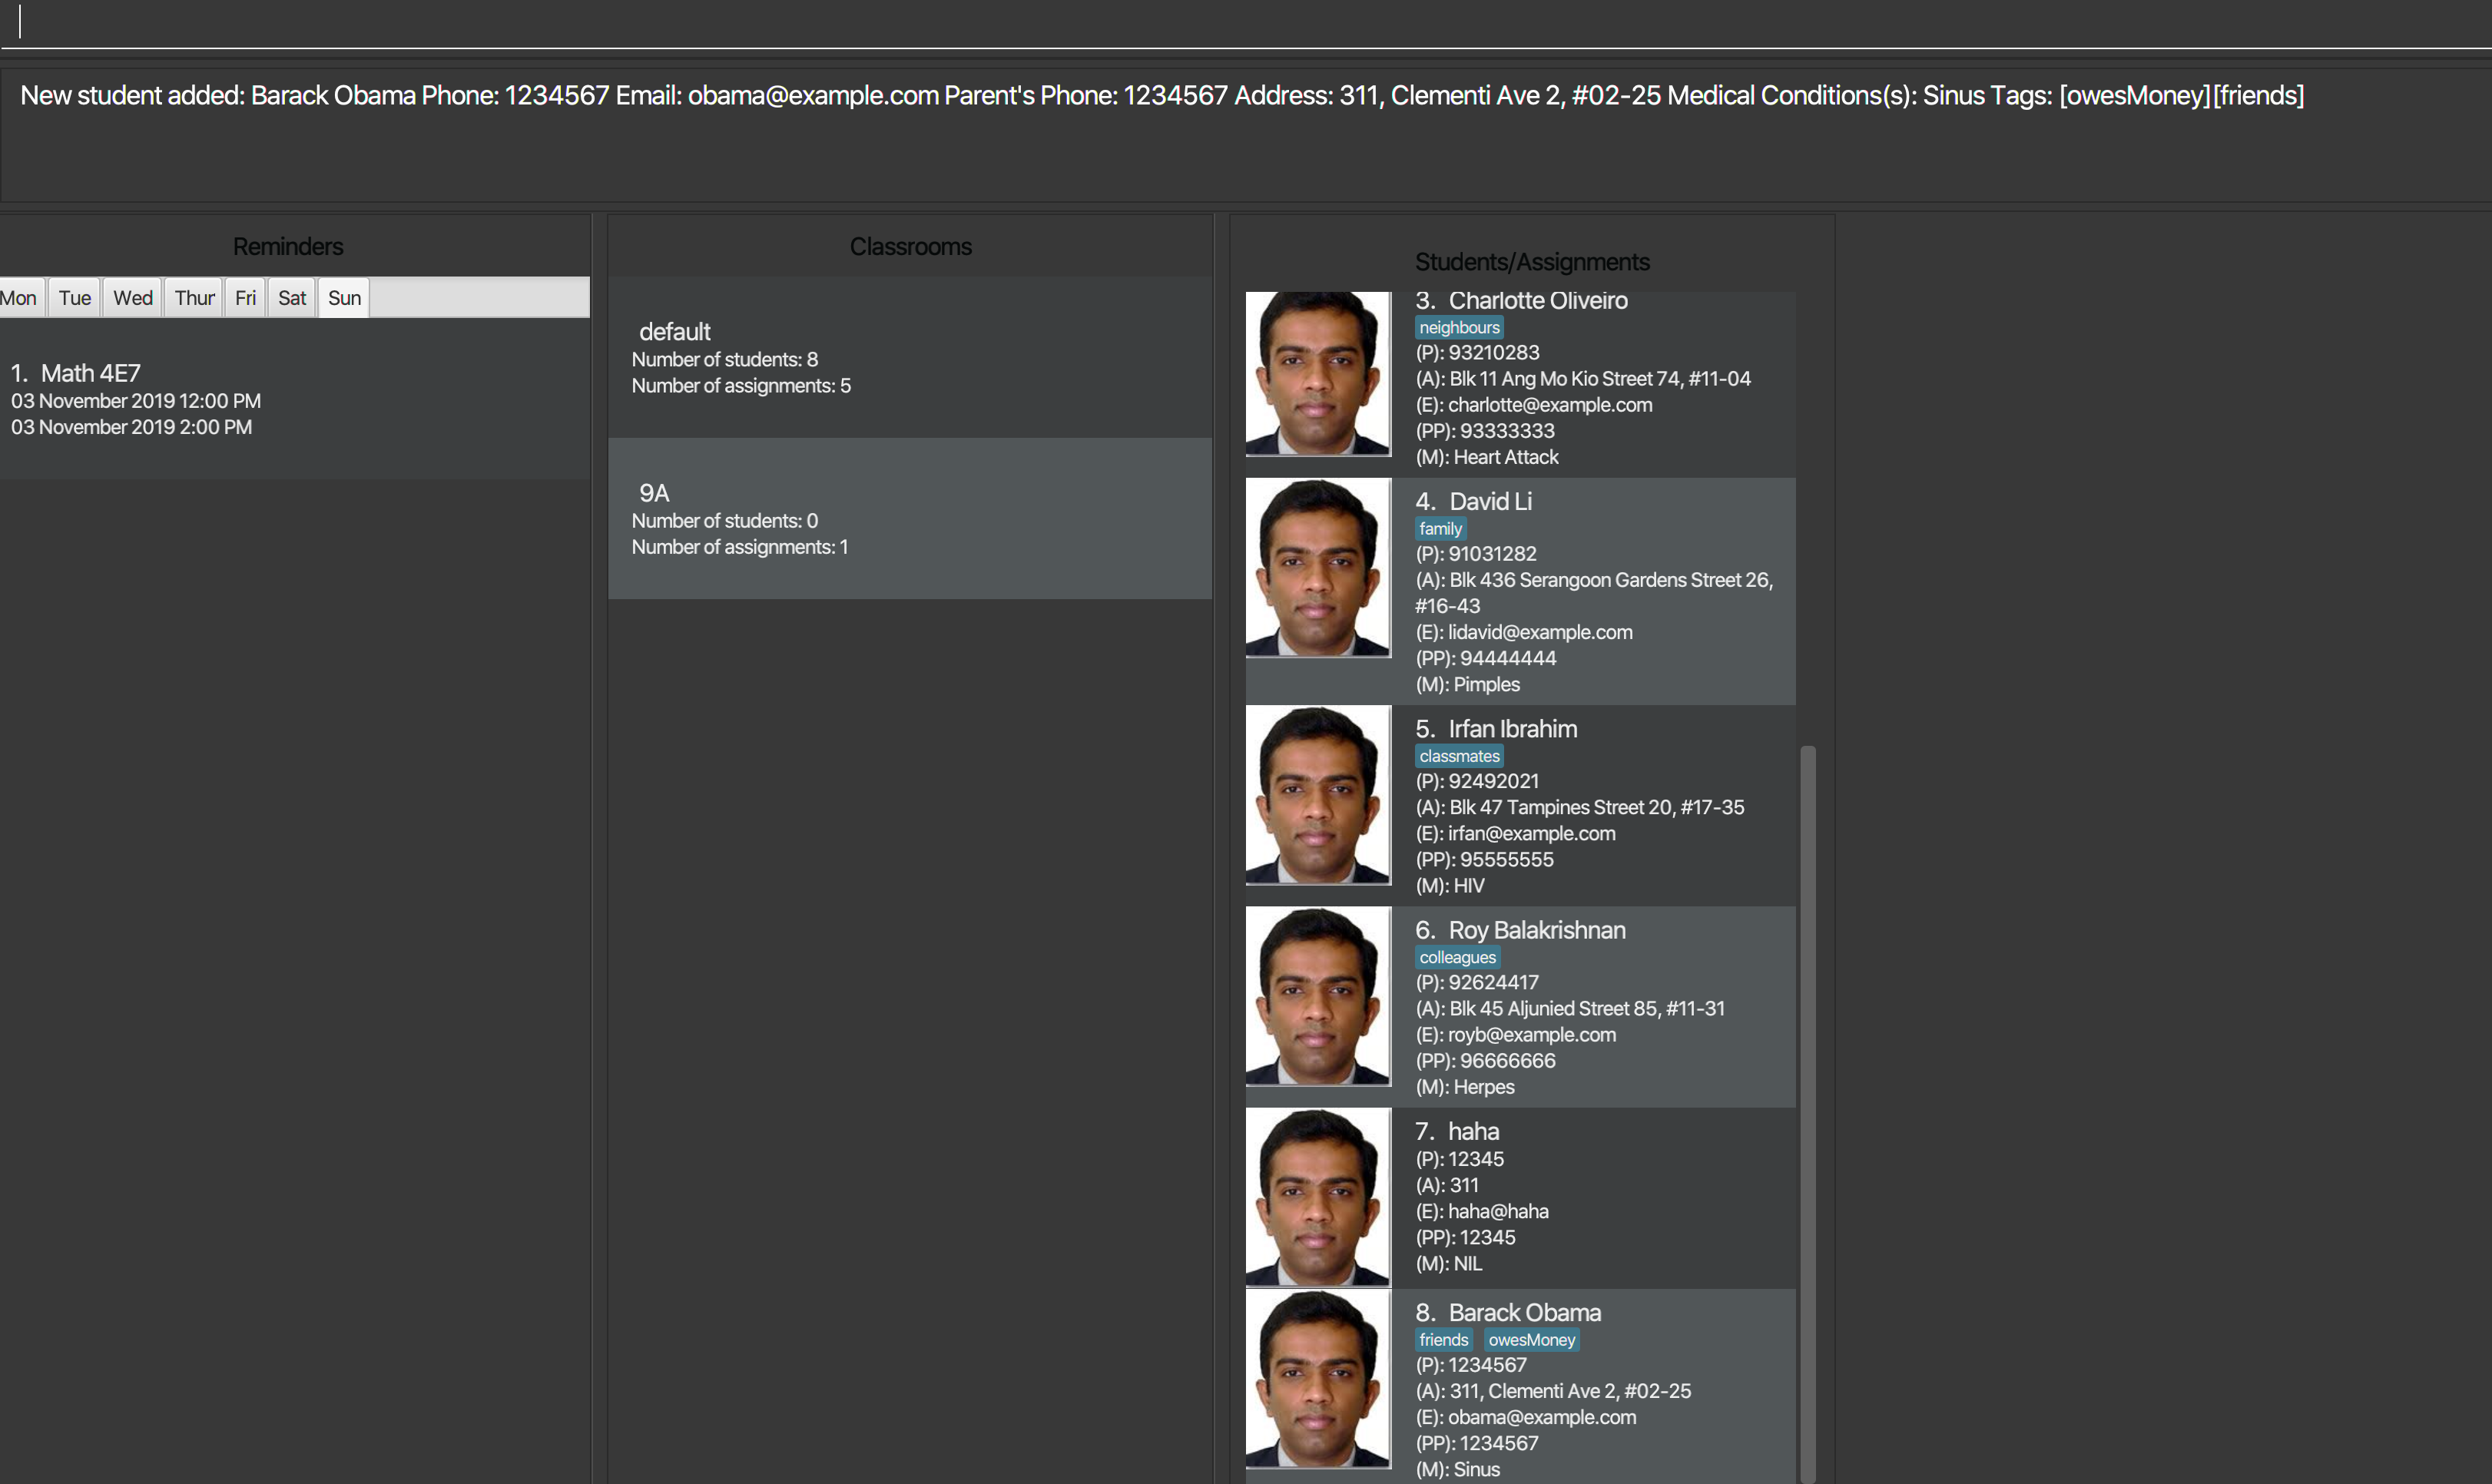 New student added: Barack Obama Phone: 1234567 Email: obama@example.com Parent's Phone: 1234567 Address: 311, Clementi Ave 2, #02-25 Medical Conditions(s): Sinus Tags: [owesMoney][friends]
Reminders
Mon Tue Wed Thur Fri Sat Sun
1. Math 4E7
03 November 2019 12:00 PM
03 November 2019 2:00 PM
Classrooms
default
Number of students: 8
Number of assignments: 5
9A
Number of students: 0
Number of assignments: 1
Students/Assignments
3. Charlotte Oliveiro
neighbours
(P): 93210283
(A): Blk 11 Ang Mo Kio Street 74, #11-04
(E): charlotte@example.com
(PP): 93333333
(M): Heart Attack
4. David Li
family
(P): 91031282
(A): Blk 436 Serangoon Gardens Street 26,
#16-43
(E): lidavid@example.com
(PP): 94444444
(M): Pimples
5. Irfan Ibrahim
classmates
(P): 92492021
(A): Blk 47 Tampines Street 20, #17-35
(E): irfan@example.com
(PP): 95555555
(M): HIV
6. Roy Balakrishnan
colleagues
(P): 92624417
(A): Blk 45 Aljunied Street 85, #11-31
(E): royb@example.com
(PP): 96666666
(M): Herpes
7. haha
(P): 12345
(A): 311
(E): haha@haha
(PP): 12345
(M): NIL
8. Barack Obama
friends owesMoney
(P): 1234567
(A): 311, Clementi Ave 2, #02-25
(E): obama@example.com
(PP): 1234567
(M): Sinus